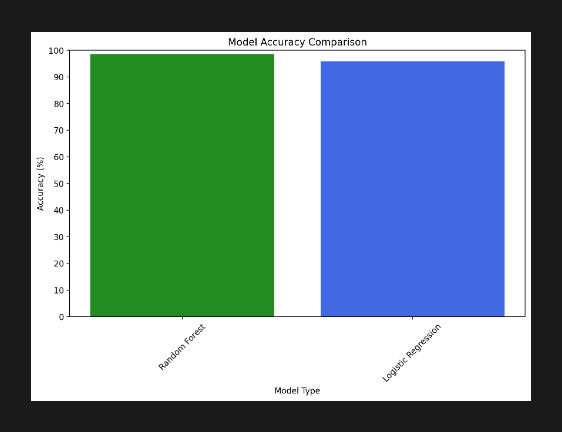 Model Accuracy Comparison
100
90
80
70
60
50
40
30
20
10
0
Accuracy (%)
Random Forest
Logistic Regression
Model Type